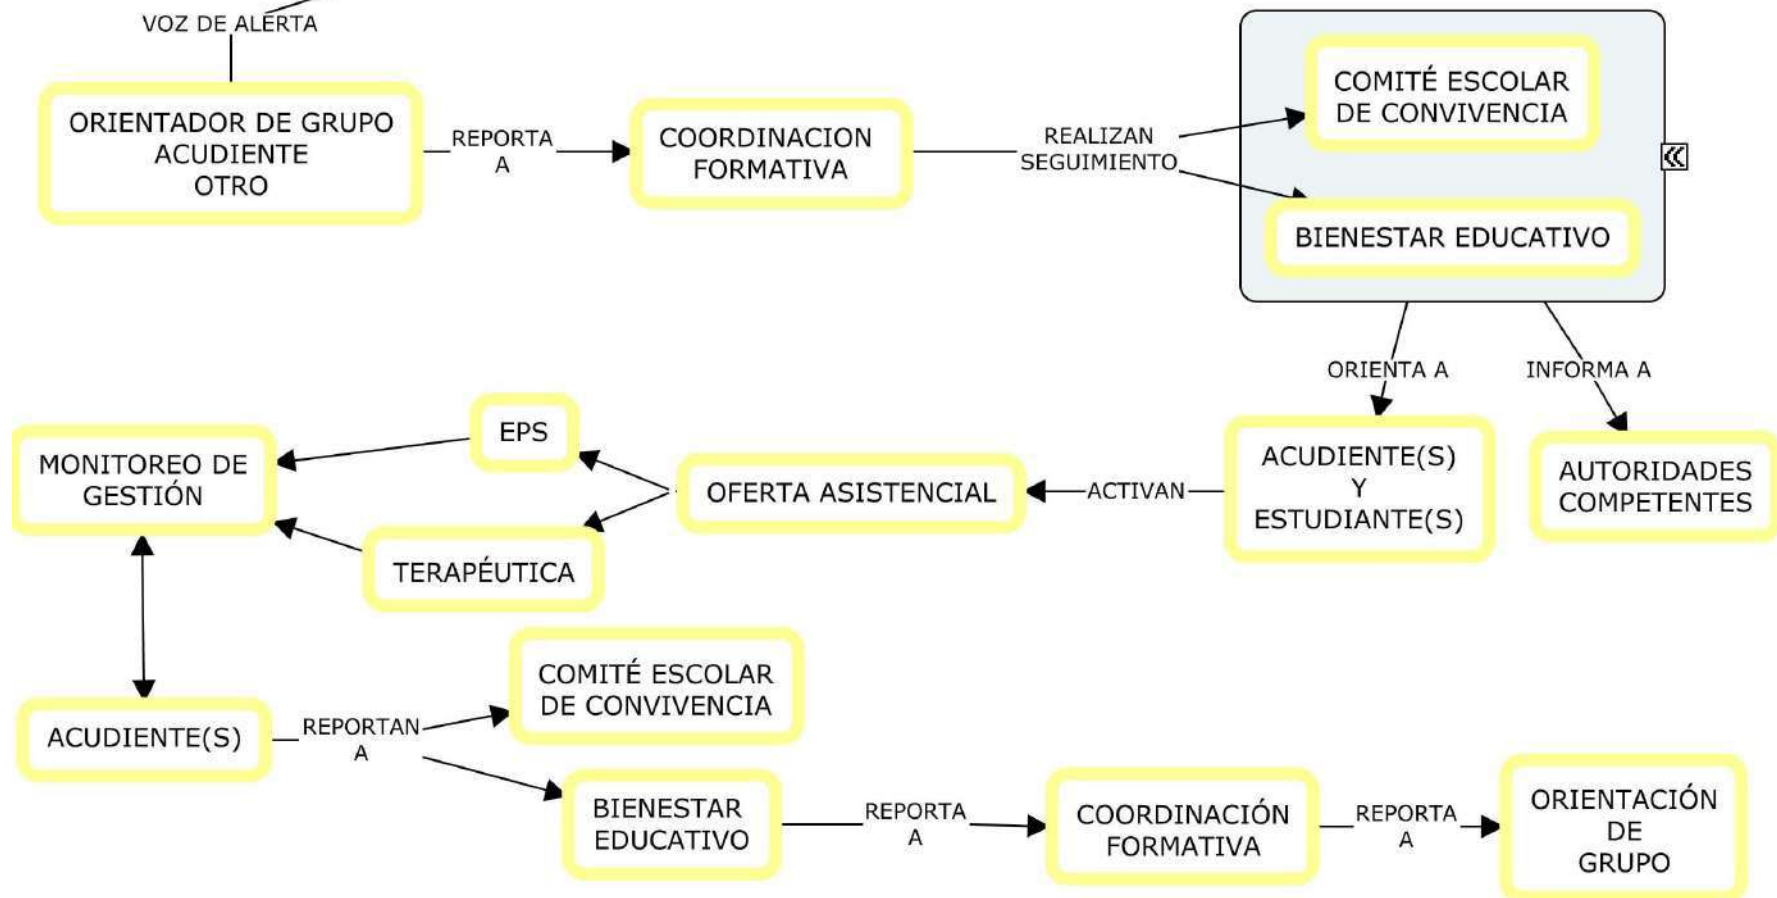 VOZ DE ALERTA
ORIENTADOR DE GRUPO
ACUDIENTE
OTRO
REPORTA
A
COORDINACION
FORMATIVA
REALIZAN
SEGUIMIENTO
COMITÉ ESCOLAR
DE CONVIVENCIA
BIENESTAR EDUCATIVO
ORIENTA A
INFORMA A
ACUDIENTE(S)
Y
ESTUDIANTE(S)
AUTORIDADES
COMPETENTES
ACTIVAN
OFERTA ASISTENCIAL
EPS
TERAPÉUTICA
MONITOREO DE
GESTIÓN
ACUDIENTE(S)
REPORTAN
A
COMITÉ ESCOLAR
DE CONVIVENCIA
BIENESTAR
EDUCATIVO
REPORTA
A
COORDINACIÓN
FORMATIVA
REPORTA
A
ORIENTACIÓN
DE
GRUPO